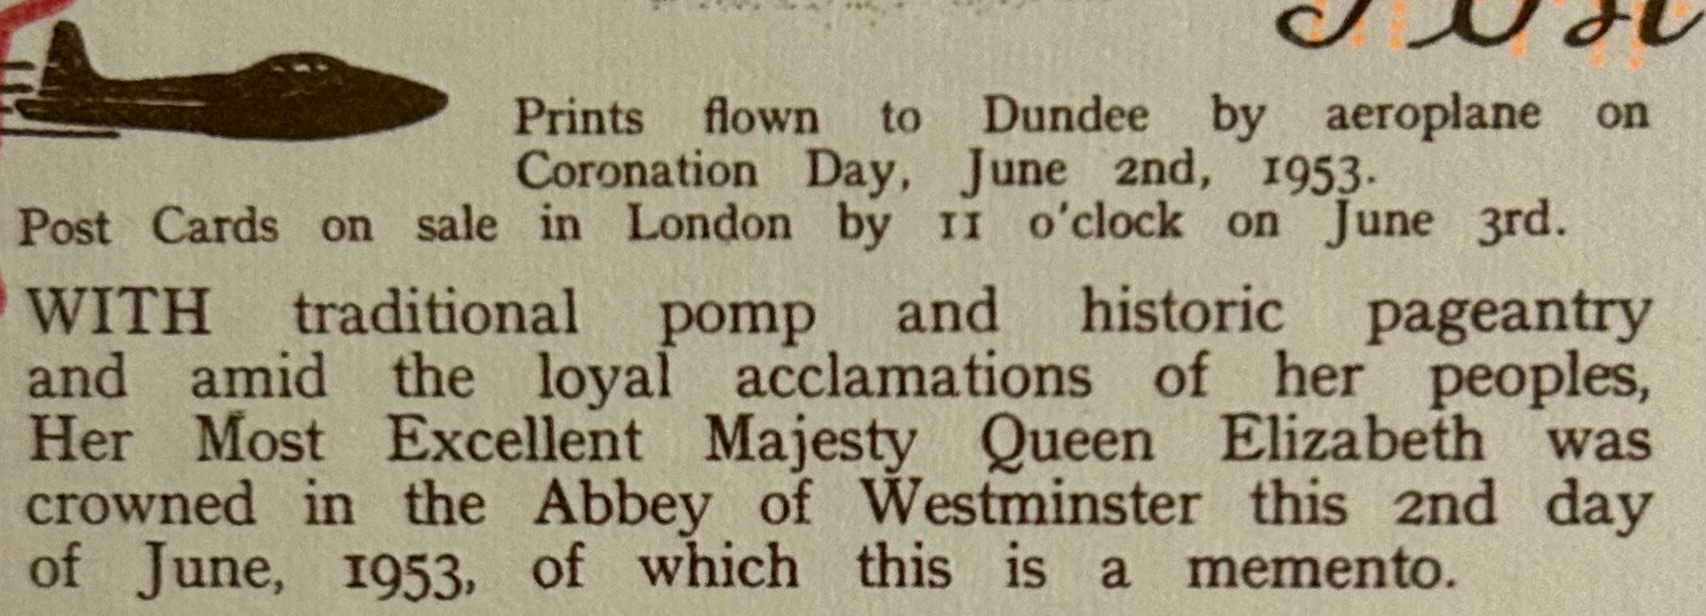 Prints flown to Dundee by aeroplane on
Coronation Day, June 2nd, 1953.
Post Cards on sale in London by 11 o'clock on June 3rd.
WITH traditional pomp and historic pageantry
and amid the loyal acclamations of her peoples,
Her Most Excellent Majesty Queen Elizabeth was
crowned in the Abbey of Westminster this 2nd day
of June, 1953, of which this is a memento.